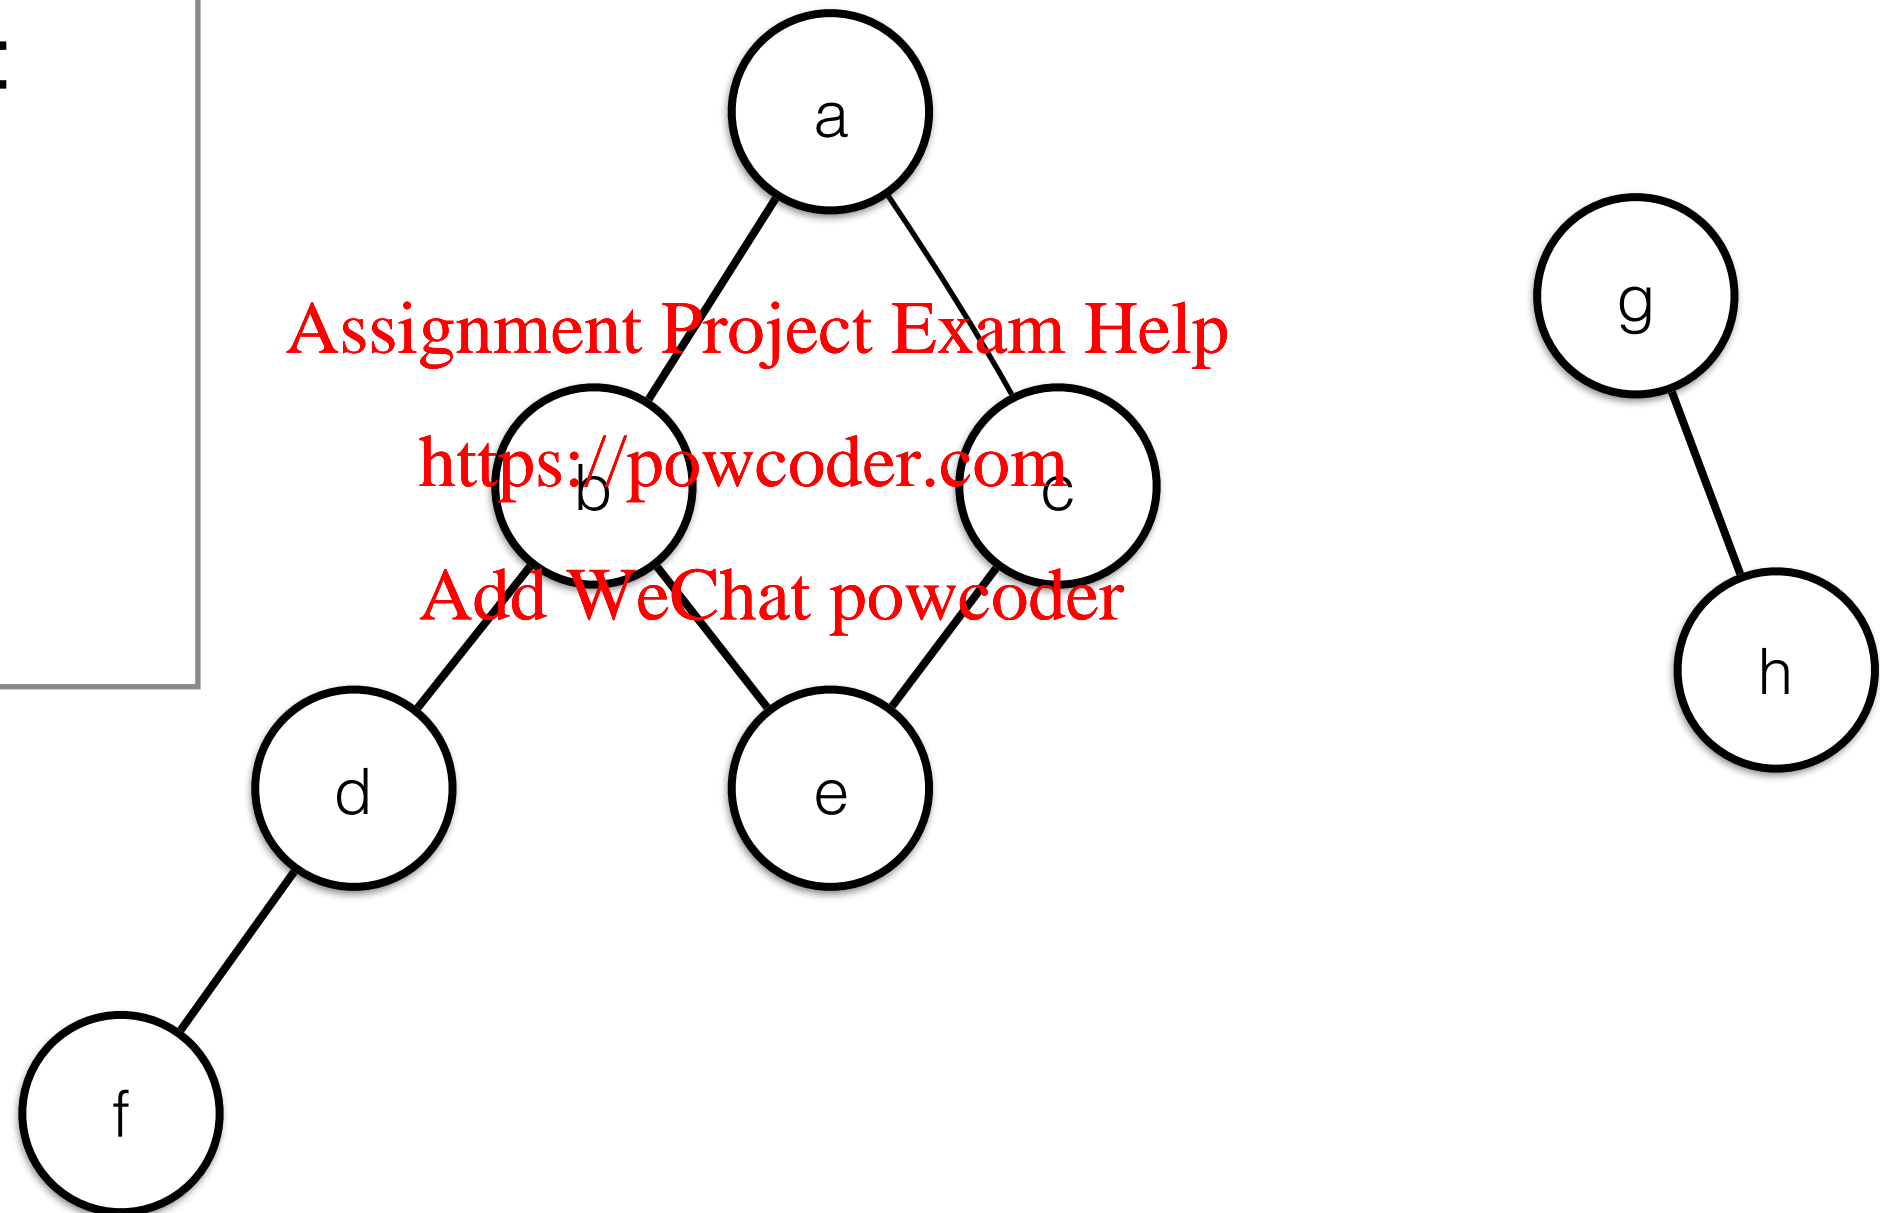 :
a
g
Assignment Project Exam Help
https://powcoder.com
b
c
Add WeChat powcoder
h
d
e
f